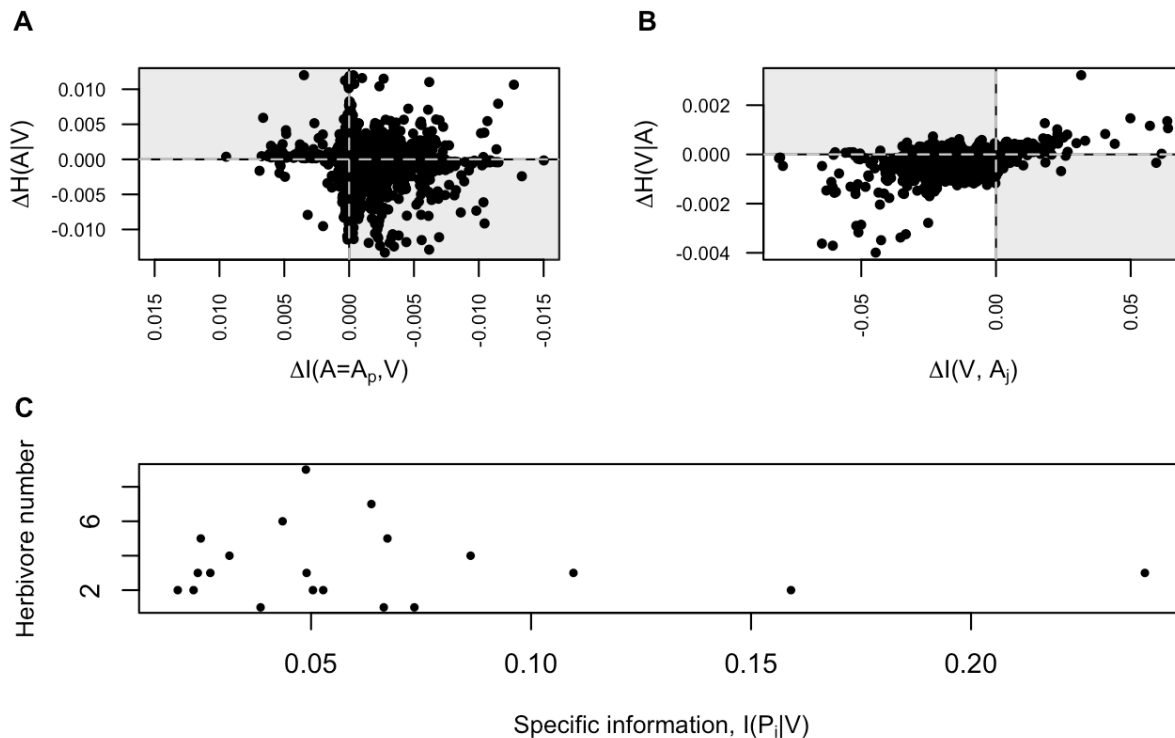 A
B
ΔH(A|V)
0.010
0.005
0.000
-0.005
-0.010
0.015
0.010
0.005
0.000
-0.005
-0.010
-0.015
ΔI(A=Ap,V)
ΔH(V|A)
0.002
0.000
-0.002
-0.004
-0.05
0.00
0.05
ΔI(V, Aj)
C
Herbivore number
6
2
0.05
0.10
0.15
0.20
Specific information, I(Pi|V)